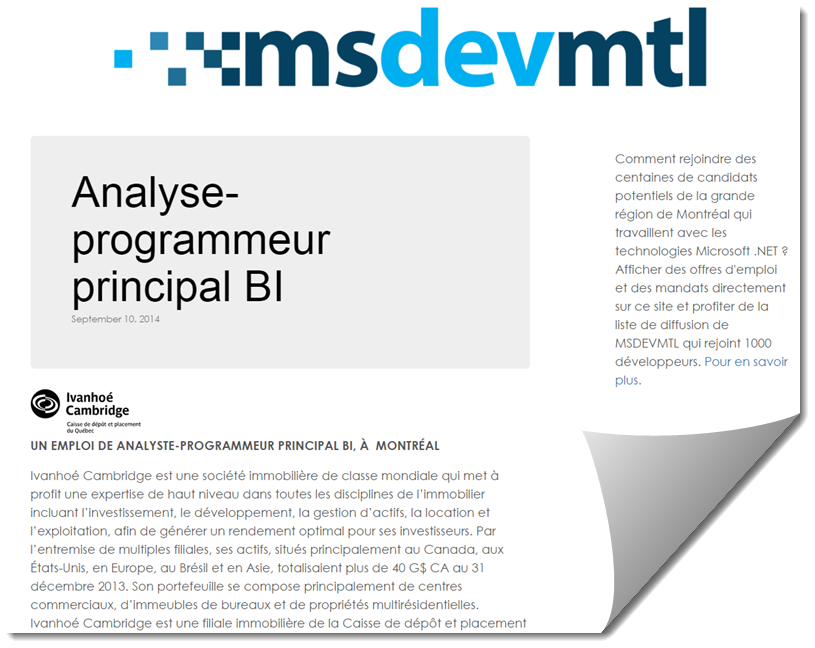 msdevmtl
Analyse-
programmeur
principal BI
September 10, 2014
Ivanhoé
Cambridge
Caisse de dépôt et placement
du Québec
UN EMPLOI DE ANALYSTE-PROGRAMMEUR PRINCIPAL BI, À MONTRÉAL
Ivanhoé Cambridge est une société immobilière de classe mondiale qui met à
profit une expertise de haut niveau dans toutes les disciplines de l’immobilier
incluant l’investissement, le développement, la gestion d’actifs, la location et
l’exploitation, afin de générer un rendement optimal pour ses investisseurs. Par
l’entremise de multiples filiales, ses actifs, situés principalement au Canada, aux
États-Unis, en Europe, au Brésil et en Asie, totalisaient plus de 40 G$ CA au 31
décembre 2013. Son portefeuille se compose principalement de centres
commerciaux, d’immeubles de bureaux et de propriétés multirésidentielles.
Ivanhoé Cambridge est une filiale immobilière de la Caisse de dépôt et placement
Comment rejoindre des
centaines de candidats
potentiels de la grande
région de Montréal qui
travaillent avec les
technologies Microsoft .NET ?
Afficher des offres d'emploi
et des mandats directement
sur ce site et profiter de la
liste de diffusion de
MSDEVMTL qui rejoint 1000
développeurs. Pour en savoir
plus.